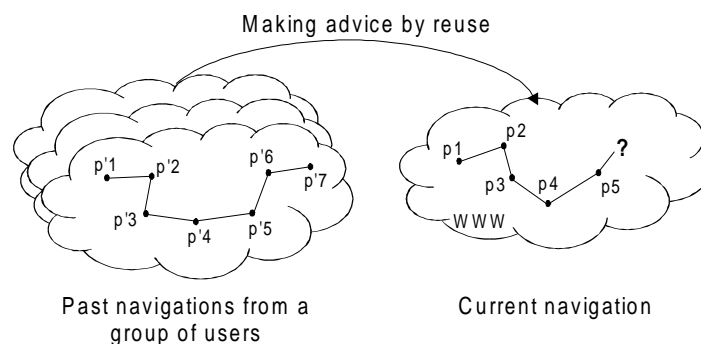 Making advice by reuse
p'1
p'2
p'3
p'4
p'5
p'6
p'7
p1
p2
p3
p4
p5
?
WWW
Past navigations from a
group of users
Current navigation